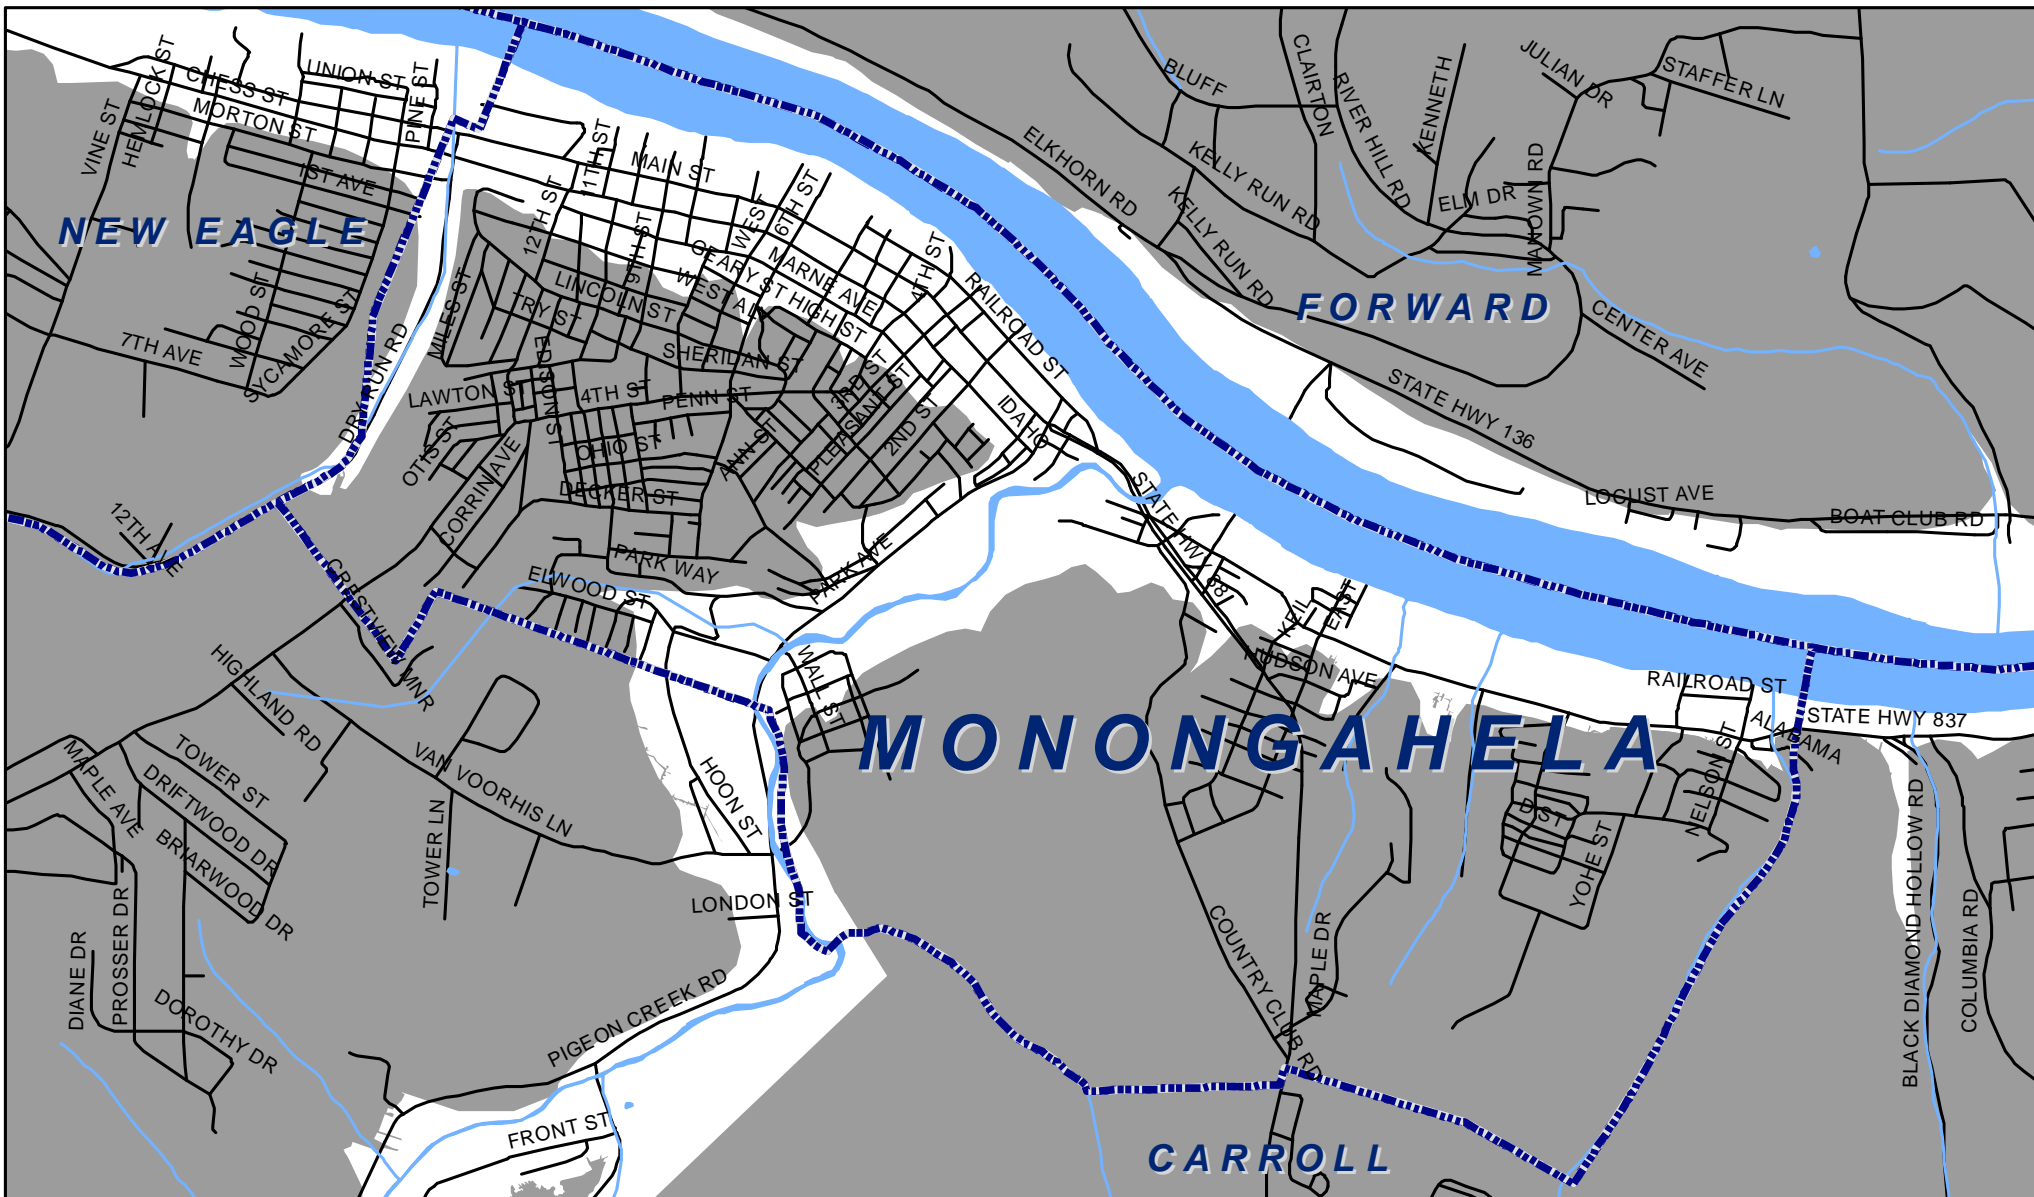 UNION ST
CHESS ST
MORTON ST
HEMLOCK ST
VINE ST
PINE ST
1ST AVE
NEW EAGLE
WOOD ST
SYCAMORE ST
7TH AVE
DRY RUN RD
12TH AVE
MILES ST
11TH ST
12TH ST
MAIN ST
9TH ST
WEST
6TH ST
GEARY ST
WEST AL
HIGH ST
MARNE AVE
4TH ST
RAILROAD ST
LINCOLN ST
TRY ST
EDISON ST
SHERIDAN ST
LAWTON ST
4TH ST
PENN ST
OTIS ST
OHIO ST
ANN ST
3RD ST
PLEASANT ST
2ND ST
IDAHO
CORRIN AVE
DECKER ST
PARK WAY
PARK AVE
ELWOOD ST
CRESTVIEW MNR
BLUFF
CLAIRTON
RIVER HILL RD
KENNETH
JULIAN DR
STAFFER LN
ELKHORN RD
KELLY RUN RD
KELLY RUN RD
ELM DR
MANOWN RD
FORWARD
CENTER AVE
STATE HWY 136
LOCUST AVE
BOAT CLUB RD
STATE HWY 88
KEIL
EAST
HUDSON AVE
RAILROAD ST
STATE HWY 837
ALABAMA
NELSON ST
MONONGAHELA
WALL ST
HOON ST
HIGHLAND RD
VAN VOORHIS LN
TOWER LN
TOWER ST
MAPLE AVE
DRIFTWOOD DR
BRIARWOOD DR
PROSSER DR
DIANE DR
DOROTHY DR
LONDON ST
PIGEON CREEK RD
FRONT ST
D ST
YOHE ST
COUNTRY CLUB RD
MAPLE DR
BLACK DIAMOND HOLLOW RD
COLUMBIA RD
CARROLL